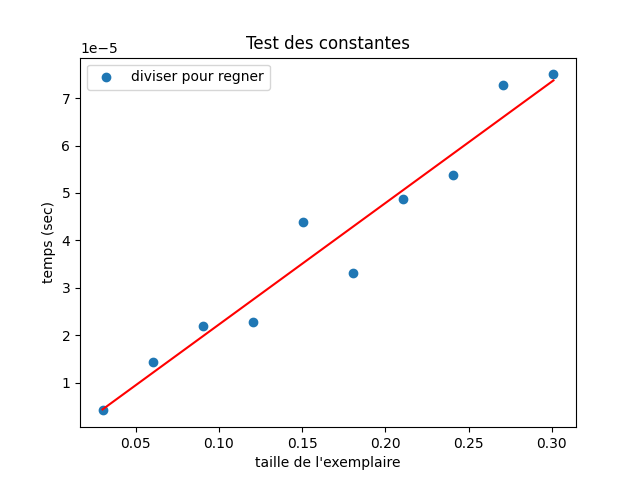 Test des constantes
1e−5
diviser pour regner
7
6
5
4
3
2
1
temps (sec)
0.05 0.10 0.15 0.20 0.25 0.30
taille de l'exemplaire